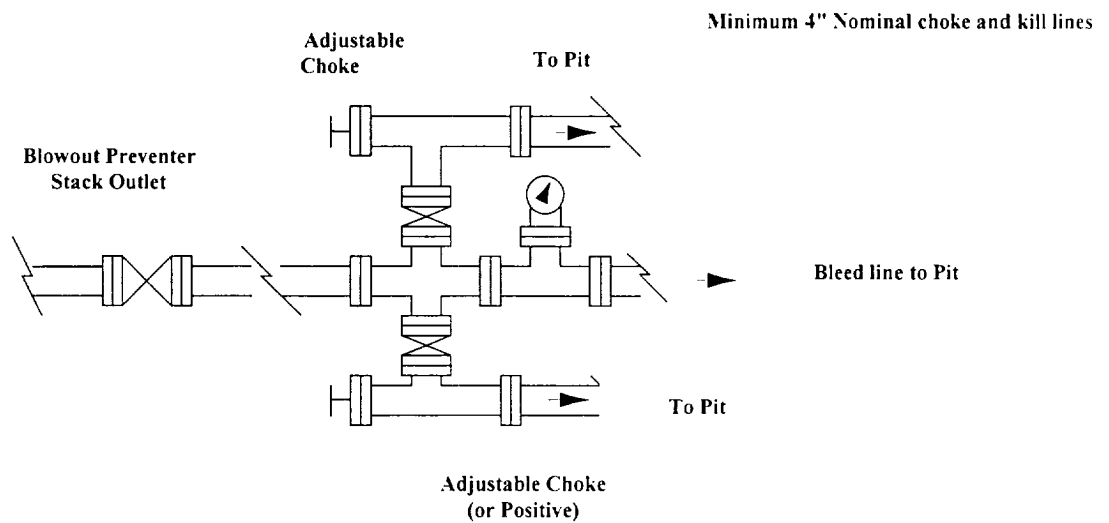 Minimum 4" Nominal choke and kill lines
Adjustable
Choke
To Pit
Blowout Preventer
Stack Outlet
Bleed line to Pit
To Pit
Adjustable Choke
(or Positive)